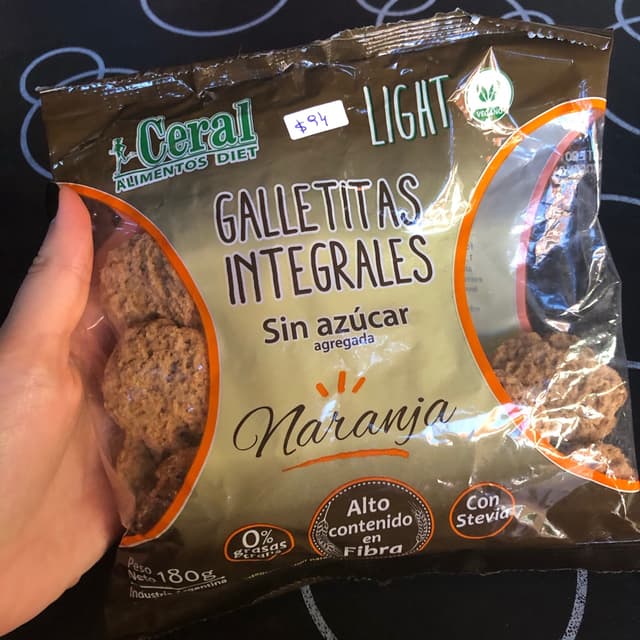 Ceral
ALIMENTOS DIET
$94
LIGHT
VEGANO
GALLETITAS
INTEGRALES
Sin azúcar
agregada
Naranja
0%
grasas
trans
Alto
contenido
en
Fibra
Con
Stevia
Peso
Neto 180g
Industria Argentina